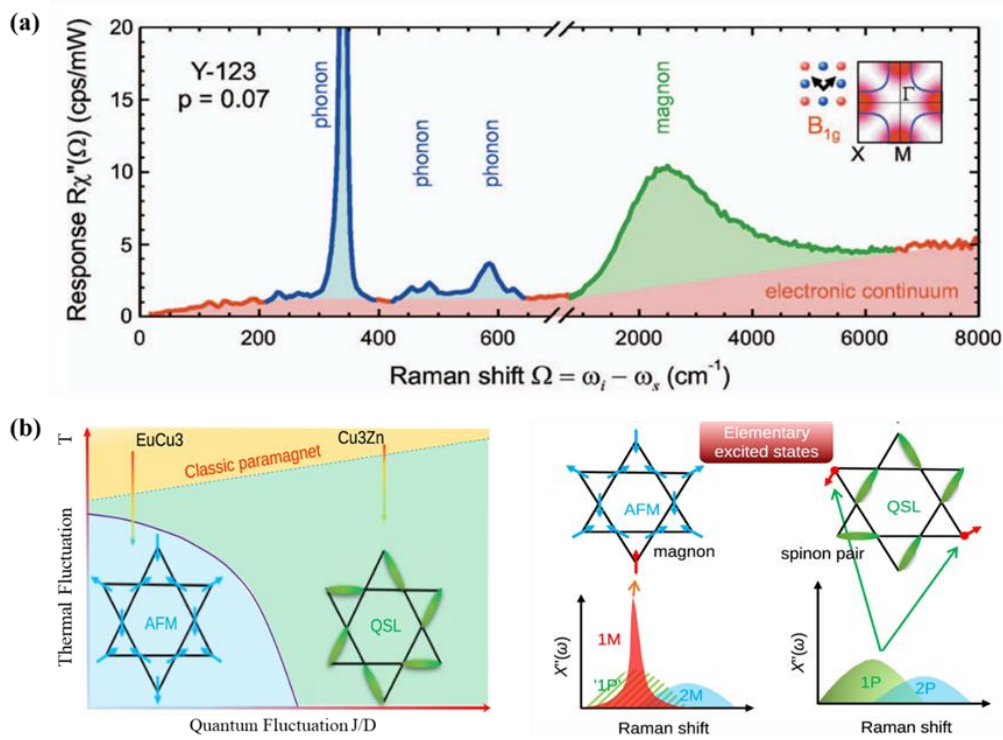 (a)
20
15
10
5
0
Response Rχ''(Ω) (cps/mW)
Y-123
p = 0.07
phonon
phonon
phonon
magnon
B1g
Γ
X M
electronic continuum
0 200 400 600 2000 4000 6000 8000
Raman shift Ω = ωi − ωs (cm-1)
(b)
T
Thermal Fluctuation
EuCu3
Cu3Zn
Classic paramagnet
AFM
QSL
Quantum Fluctuation J/D
Elementary
excited states
AFM
magnon
QSL
spinon pair
X''(ω)
1M
'1P'
2M
Raman shift
X''(ω)
1P
2P
Raman shift